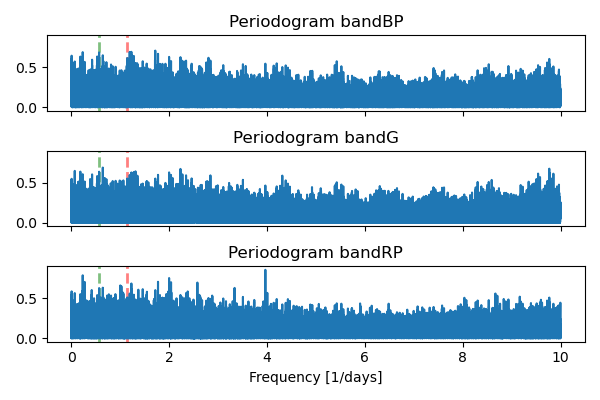 Periodogram bandBP
0.5
0.0
Periodogram bandG
0.5
0.0
Periodogram bandRP
0.5
0.0
0 2 4 6 8 10
Frequency [1/days]